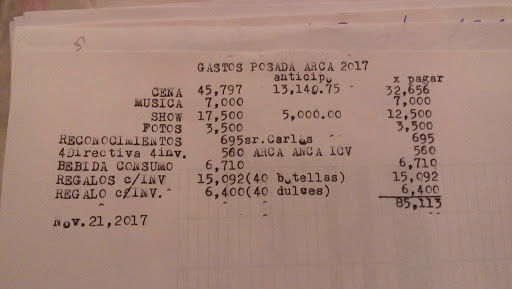 GASTOS POSADA ARCA 2017
anticipo x pagar
CENA 45,797 13,140.75 32,656
MUSICA 7,000 7,000
SHOW 17,500 5,000.00 12,500
FOTOS 3,500 3,500
RECONOCIMIENTOS 695sr.Carlos 695
4Directiva 4inv. 560 ARCA ANCA ICV 560
BEBIDA CONSUMO 6,710 6,710
REGALOS c/INV 15,092(40 botellas) 15,092
REGALO c/INV. 6,400(40 dulces) 6,400
85,113
Nov.21,2017